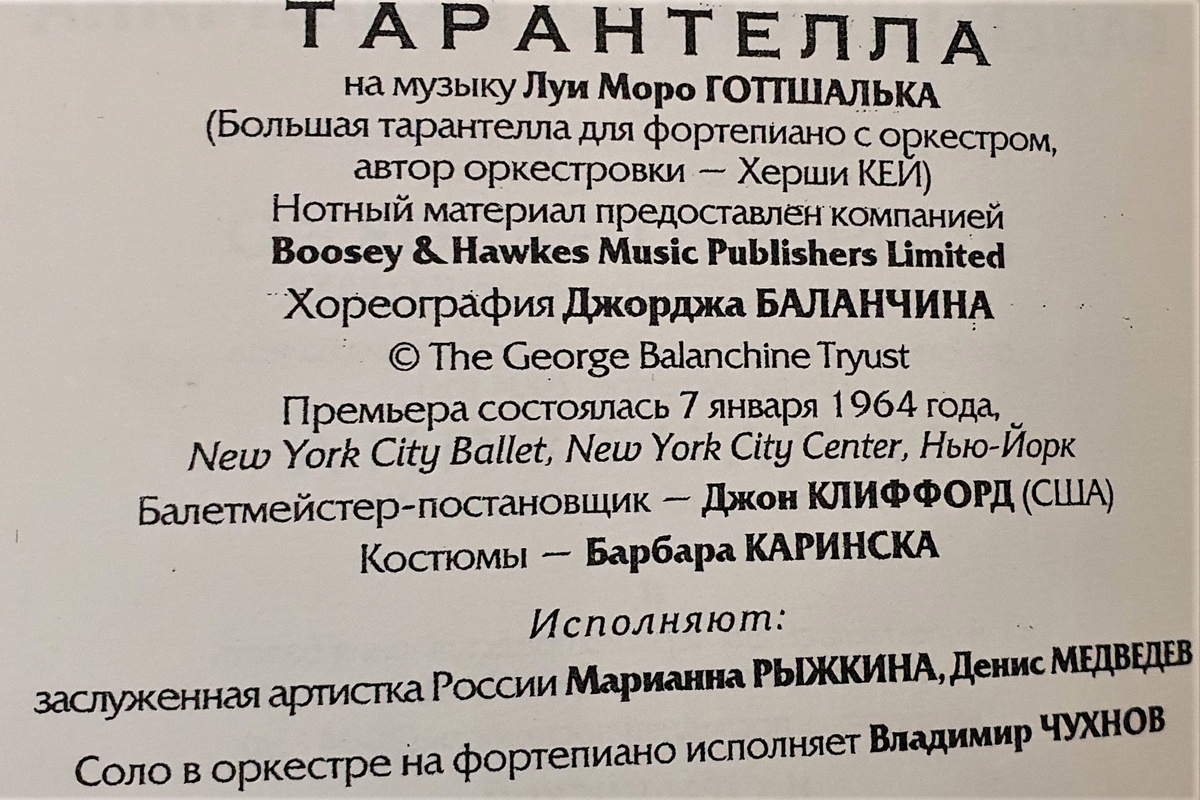 ТАРАНТЕЛЛА
на музыку Луи Моро ГОТТШАЛЬКА
(Большая тарантелла для фортепиано с оркестром,
автор оркестровки — Херши КЕЙ)
Нотный материал предоставлен компанией
Boosey & Hawkes Music Publishers Limited
Хореография Джорджа БАЛАНЧИНА
© The George Balanchine Tryust
Премьера состоялась 7 января 1964 года,
New York City Ballet, New York City Center, Нью-Йорк
Балетмейстер-постановщик — Джон КЛИФФОРД (США)
Костюмы — Барбара КАРИНСКА
Исполняют:
заслуженная артистка России Марианна РЫЖКИНА, Денис МЕДВЕДЕВ
Соло в оркестре на фортепиано исполняет Владимир ЧУХНОВ